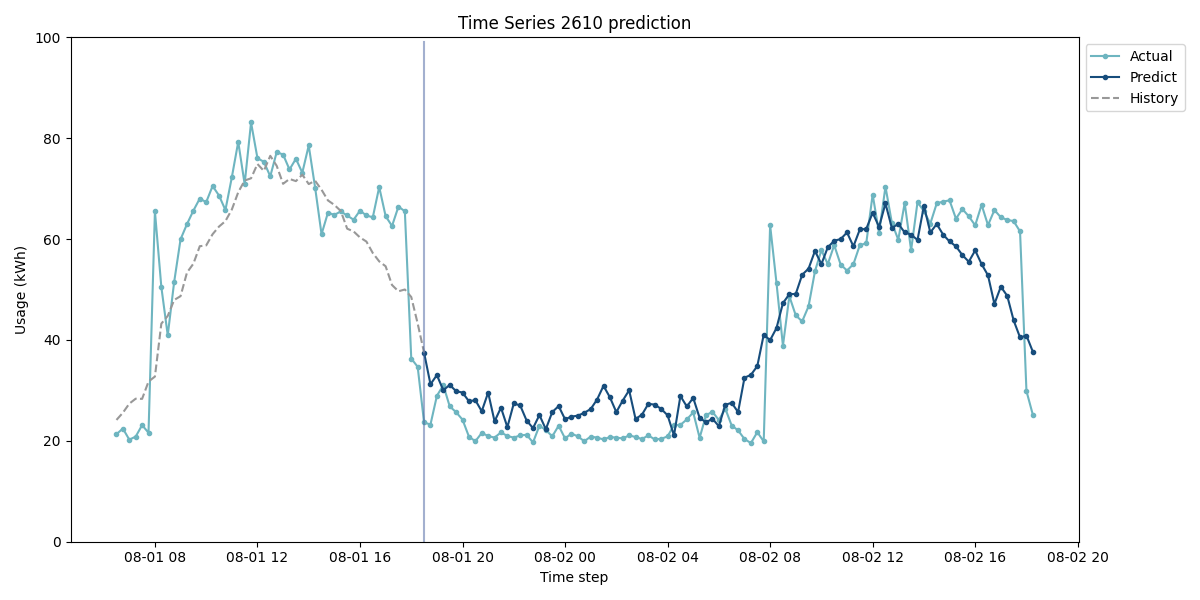 Time Series 2610 prediction
Usage (kWh)
100
80
60
40
20
0
08-01 08
08-01 12
08-01 16
08-01 20
08-02 00
08-02 04
08-02 08
08-02 12
08-02 16
08-02 20
Time step
Actual
Predict
History